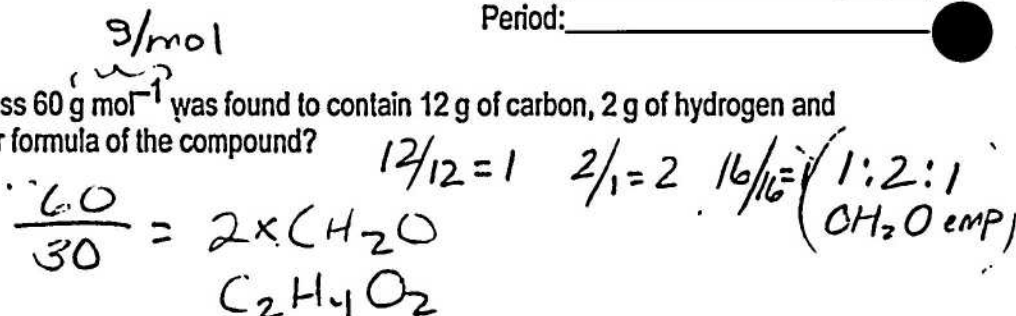 Period:
g/mol
ss 60 g mol⁻¹ was found to contain 12 g of carbon, 2 g of hydrogen and
r formula of the compound?
12/12 = 1 2/1 = 2 16/16 = 1 1:2:1
CH₂O emp
60/30 = 2x CH₂O
C₂H₄O₂